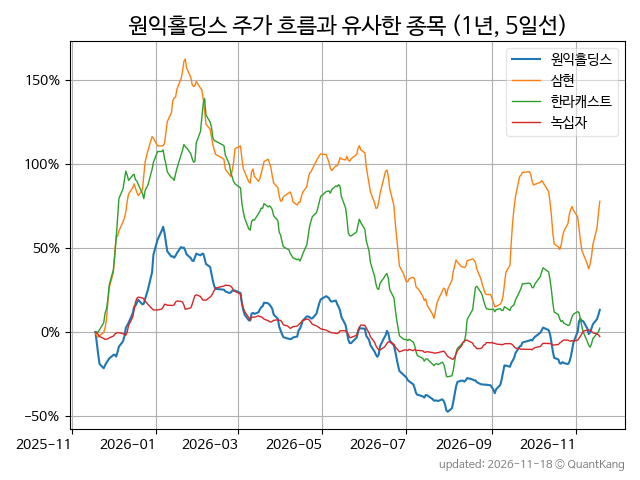 원익홀딩스 주가 흐름과 유사한 종목 (1년, 5일선)
원익홀딩스
삼현
한라캐스트
녹십자
150%
100%
50%
0%
−50%
2025-11
2026-01
2026-03
2026-05
2026-07
2026-09
2026-11
updated: 2026-11-18 © QuantKang